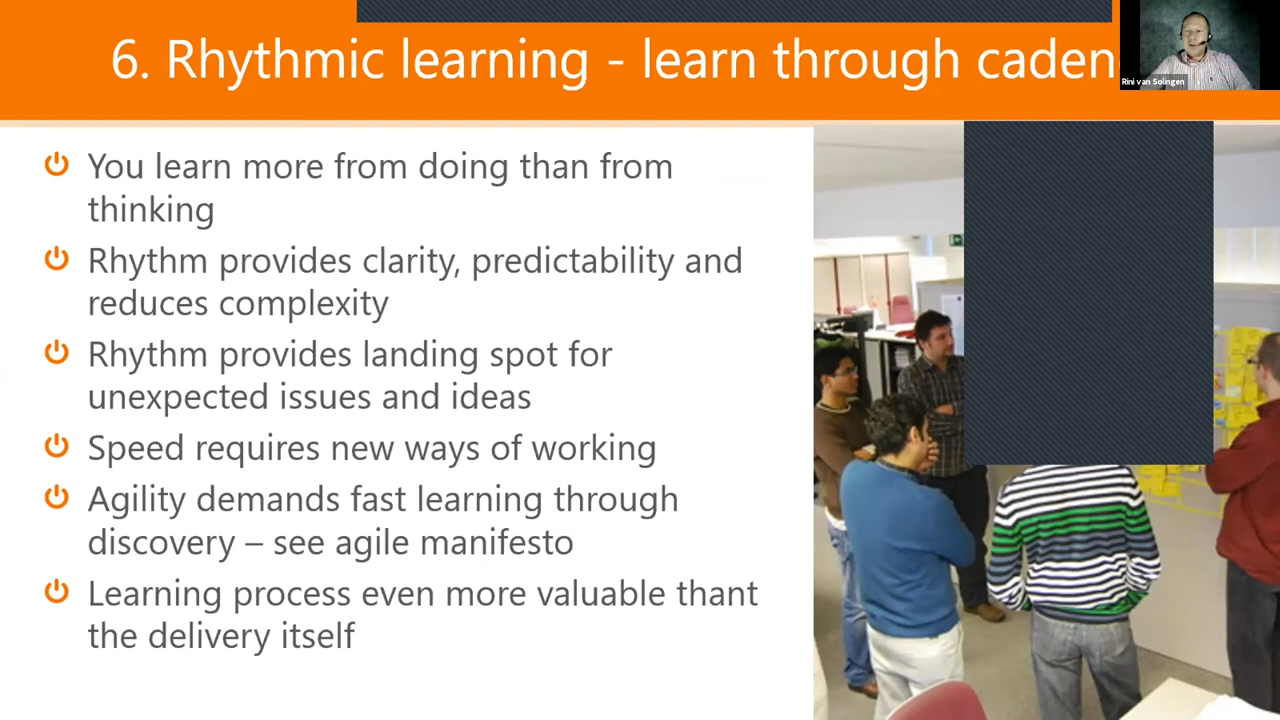 6. Rhythmic learning - learn through caden
Rini van Solingen
You learn more from doing than from
thinking
Rhythm provides clarity, predictability and
reduces complexity
Rhythm provides landing spot for
unexpected issues and ideas
Speed requires new ways of working
Agility demands fast learning through
discovery – see agile manifesto
Learning process even more valuable thant
the delivery itself